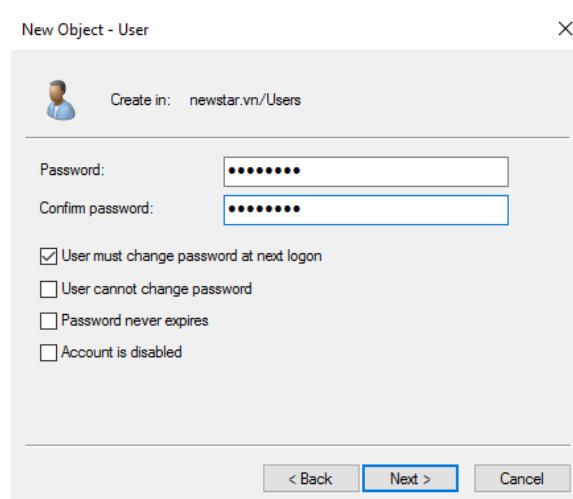 New Object - User
Create in: newstar.vn/Users
Password: ●●●●●●●●
Confirm password: ●●●●●●●●
User must change password at next logon
User cannot change password
Password never expires
Account is disabled
< Back Next > Cancel